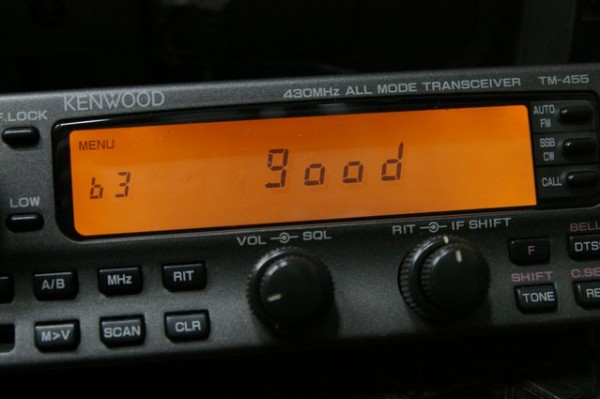 F.LOCK
KENWOOD
430MHz ALL MODE TRANSCEIVER TM-455
MENU
b3 good
AUTO
FM
SSB
CW
CALL
LOW
VOL SQL
RIT IF SHIFT
BELL
F
DTSS
A/B MHz RIT
SHIFT
TONE
M>V SCAN CLR